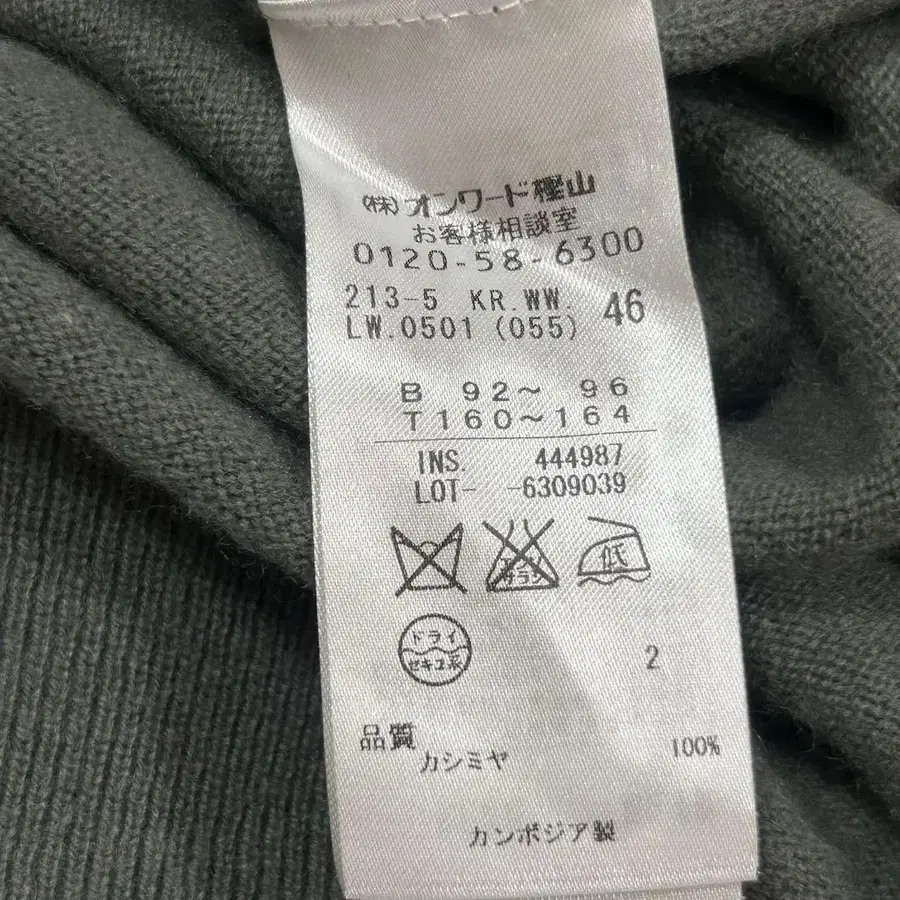 (株)オンワード樫山
お客様相談室
0120-58-6300
213-5 KR.WW. 46
LW.0501 (055)
B 92〜 96
T160〜164
INS. 444987
LOT- -6309039
低
ドライ
セキユ系
2
品質
カシミヤ 100%
カンボジア製